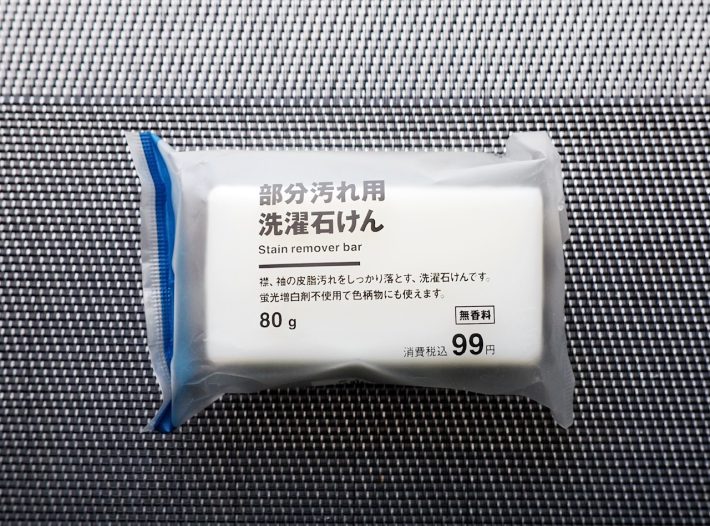 部分汚れ用
洗濯石けん
Stain remover bar
襟、袖の皮脂汚れをしっかり落とす、洗濯石けんです。
蛍光増白剤不使用で色柄物にも使えます。
80 g
無香料
消費税込 99円